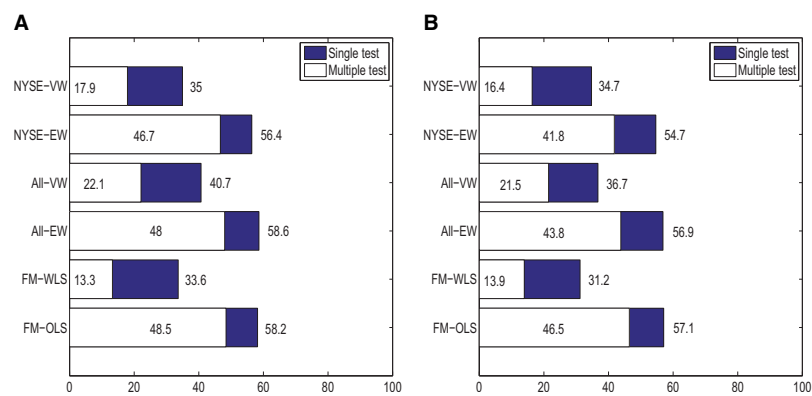 A
Single test
Multiple test
NYSE−VW
17.9
35
NYSE−EW
46.7
56.4
All−VW
22.1
40.7
All−EW
48
58.6
FM−WLS
13.3
33.6
FM−OLS
48.5
58.2
0
20
40
60
80
100
B
Single test
Multiple test
NYSE−VW
16.4
34.7
NYSE−EW
41.8
54.7
All−VW
21.5
36.7
All−EW
43.8
56.9
FM−WLS
13.9
31.2
FM−OLS
46.5
57.1
0
20
40
60
80
100